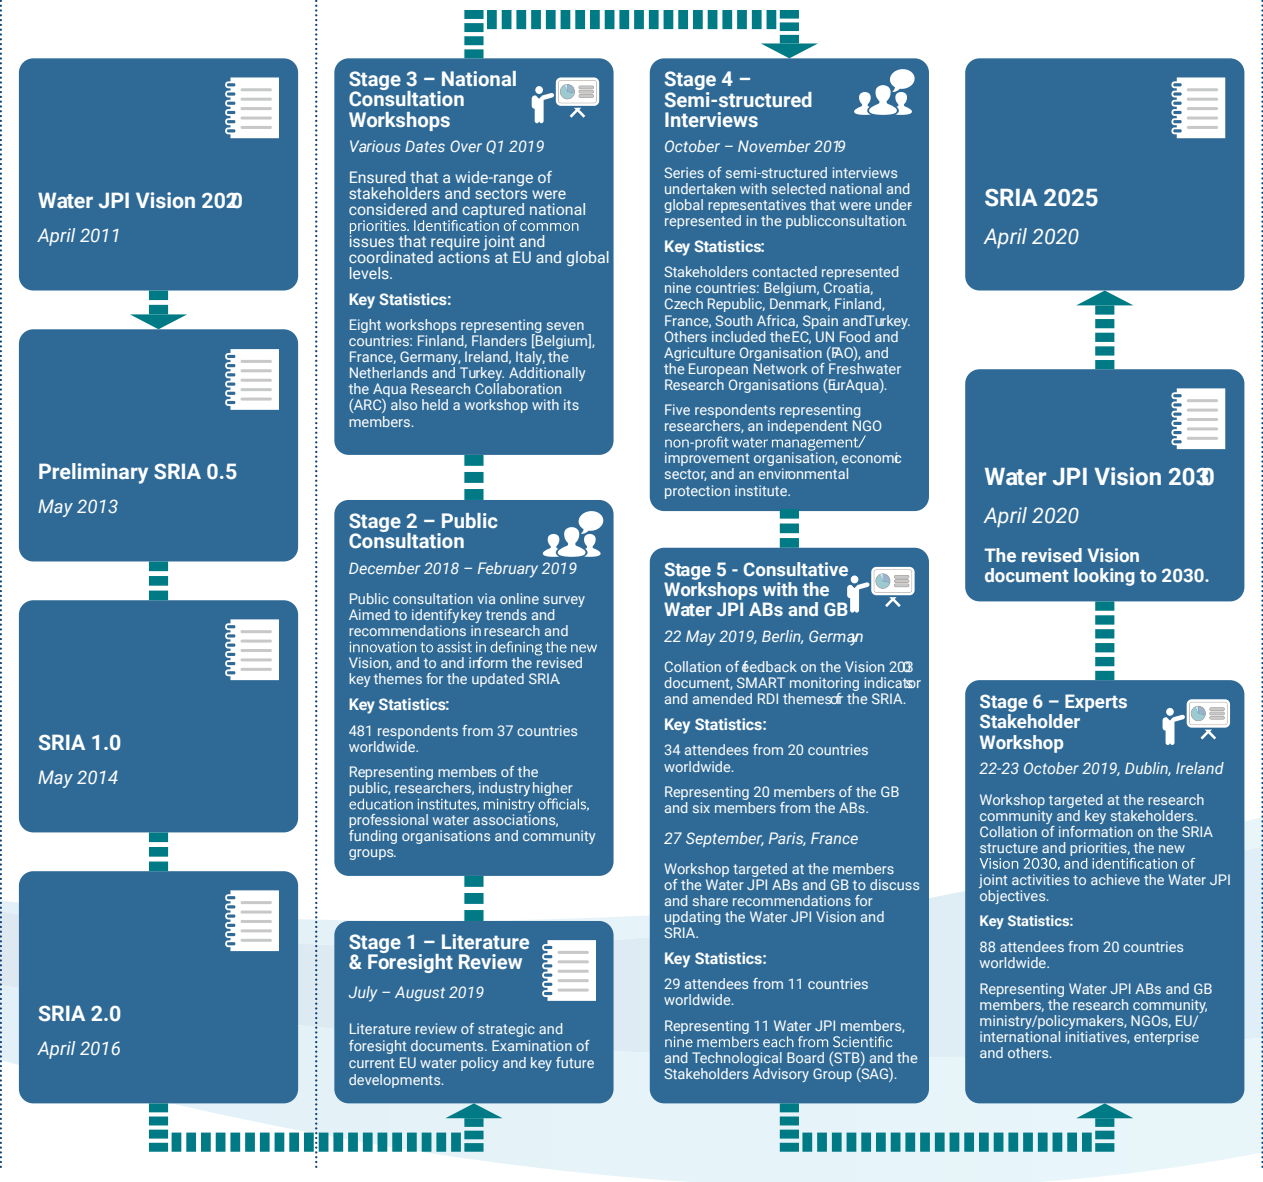 Water JPI Vision 2020
April 2011
Preliminary SRIA 0.5
May 2013
SRIA 1.0
May 2014
SRIA 2.0
April 2016
Stage 1 – Literature
& Foresight Review
July – August 2019
Literature review of strategic and
foresight documents. Examination of
current EU water policy and key future
developments.
Stage 2 – Public
Consultation
December 2018 – February 2019
Public consultation via online survey
Aimed to identify key trends and
recommendations in research and
innovation to assist in defining the new
Vision, and to and inform the revised
key themes for the updated SRIA
Key Statistics:
481 respondents from 37 countries
worldwide.
Representing members of the
public, researchers, industry higher
education institutes, ministry officials,
professional water associations,
funding organisations and community
groups.
Stage 3 – National
Consultation
Workshops
Various Dates Over Q1 2019
Ensured that a wide-range of
stakeholders and sectors were
considered and captured national
priorities. Identification of common
issues that require joint and
coordinated actions at EU and global
levels.
Key Statistics:
Eight workshops representing seven
countries: Finland, Flanders [Belgium],
France, Germany, Ireland, Italy, the
Netherlands and Turkey. Additionally
the Aqua Research Collaboration
(ARC) also held a workshop with its
members.
Stage 4 –
Semi-structured
Interviews
October – November 2019
Series of semi-structured interviews
undertaken with selected national and
global representatives that were under-
represented in the public consultation.
Key Statistics:
Stakeholders contacted represented
nine countries: Belgium, Croatia,
Czech Republic, Denmark, Finland,
France, South Africa, Spain and Turkey.
Others included the EC, UN Food and
Agriculture Organisation (FAO), and
the European Network of Freshwater
Research Organisations (EurAqua).
Five respondents representing
researchers, an independent NGO
non-profit water management/
improvement organisation, economic
sector, and an environmental
protection institute.
Stage 5 - Consultative
Workshops with the
Water JPI ABs and GB
22 May 2019, Berlin, Germany
Collation of feedback on the Vision 2030
document, SMART monitoring indicator
and amended RDI themes for the SRIA.
Key Statistics:
34 attendees from 20 countries
worldwide.
Representing 20 members of the GB
and six members from the ABs.
27 September, Paris, France
Workshop targeted at the members
of the Water JPI ABs and GB to discuss
and share recommendations for
updating the Water JPI Vision and
SRIA.
Key Statistics:
29 attendees from 11 countries
worldwide.
Representing 11 Water JPI members,
nine members each from Scientific
and Technological Board (STB) and the
Stakeholders Advisory Group (SAG).
Stage 6 – Experts
Stakeholder
Workshop
22-23 October 2019, Dublin, Ireland
Workshop targeted at the research
community and key stakeholders.
Collation of information on the SRIA
structure and priorities, the new
Vision 2030, and identification of
joint activities to achieve the Water JPI
objectives.
Key Statistics:
88 attendees from 20 countries
worldwide.
Representing Water JPI ABs and GB
members, the research community,
ministry/policymakers, NGOs, EU/
international initiatives, enterprise
and others.
Water JPI Vision 2030
April 2020
The revised Vision
document looking to 2030.
SRIA 2025
April 2020